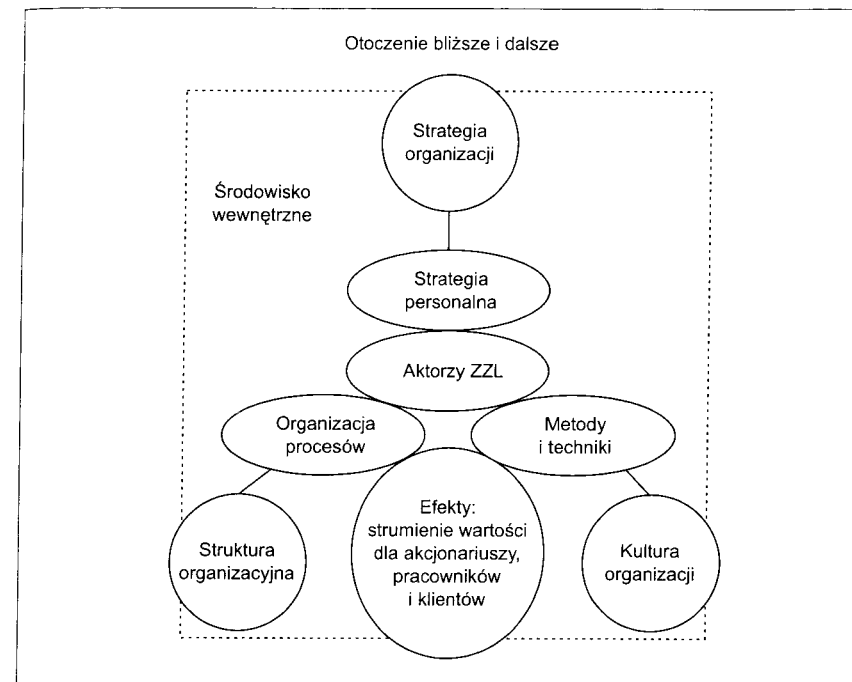 Otoczenie bliższe i dalsze
Strategia
organizacji
Środowisko
wewnętrzne
Strategia
personalna
Aktorzy ZZL
Organizacja
procesów
Metody
i techniki
Efekty:
strumienie wartości
dla akcjonariuszy,
pracowników
i klientów
Struktura
organizacyjna
Kultura
organizacji